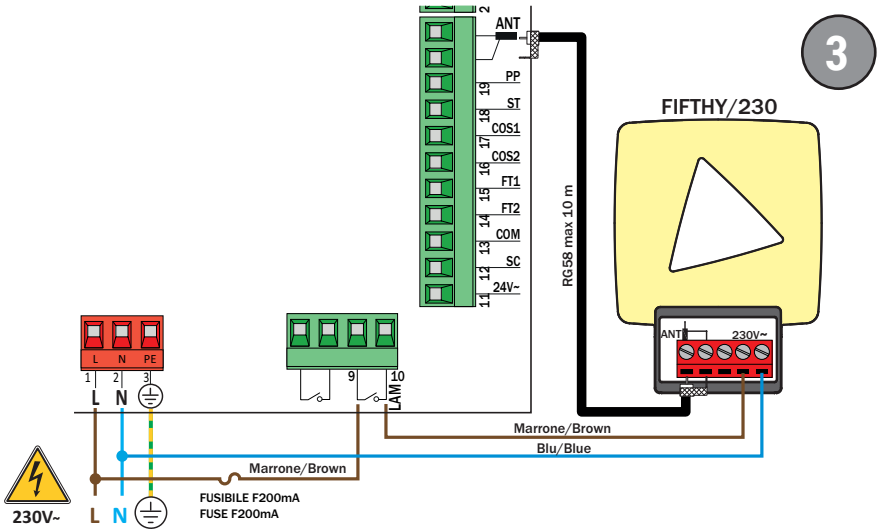 2
ANT
3
19
PP
18
ST
17
COS1
16
COS2
15
FT1
14
FT2
13
COM
12
SC
11
24V~
RG58 max 10 m
FIFTHY/230
ANT
230V~
L N PE
1 2 3
L N
9 10
LAM
Marrone/Brown
Blu/Blue
Marrone/Brown
FUSIBILE F200mA
FUSE F200mA
230V~
L N